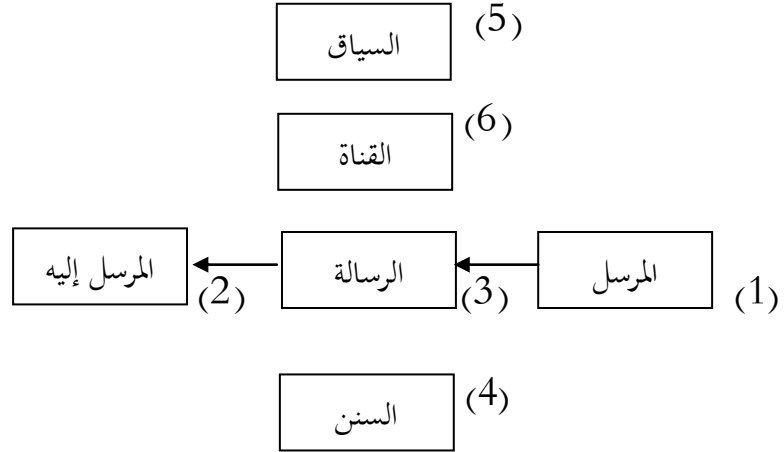 السياق (5)
القناة (6)
المرسل (1)
الرسالة (3)
المرسل إليه (2)
السنن (4)